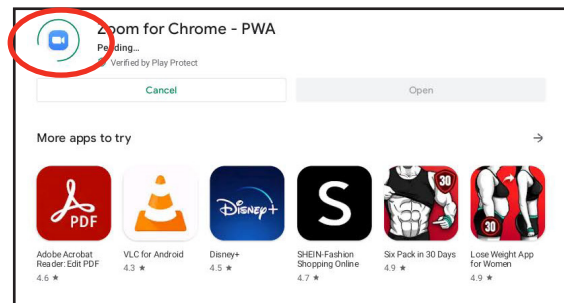 Zoom for Chrome - PWA
Pending...
Verified by Play Protect
Cancel
Open
More apps to try
PDF
Disney+
S
30
30
Adobe Acrobat
Reader: Edit PDF
4.6 ★
VLC for Android
4.3 ★
Disney+
4.5 ★
SHEIN-Fashion
Shopping Online
4.7 ★
Six Pack in 30 Days
4.9 ★
Lose Weight App
for Women
4.9 ★